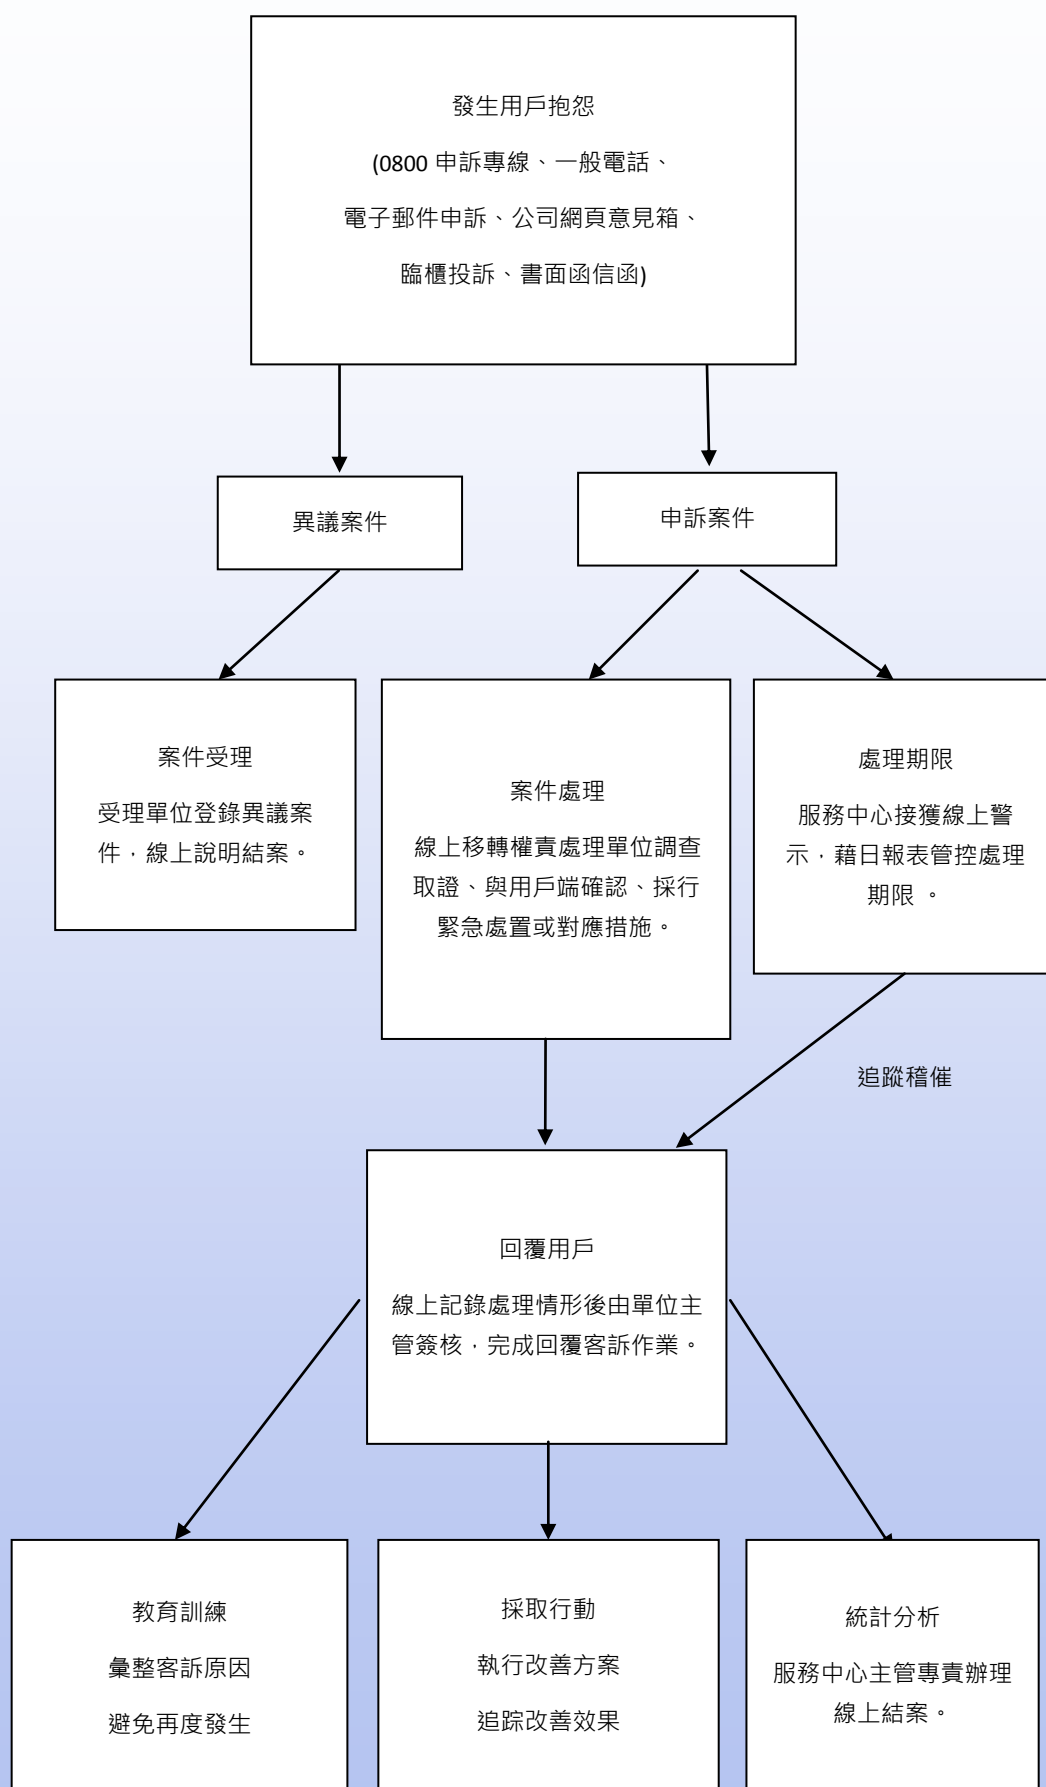 發生用戶抱怨
(0800 申訴專線、一般電話、
電子郵件申訴、公司網頁意見箱、
臨櫃投訴、書面函信函)
異議案件
申訴案件
案件受理
受理單位登錄異議案
件，線上說明結案。
案件處理
線上移轉權責處理單位調查
取證、與用戶端確認、採行
緊急處置或對應措施。
處理期限
服務中心接獲線上警
示，藉日報表管控處理
期限 。
追蹤稽催
回覆用戶
線上記錄處理情形後由單位主
管簽核，完成回覆客訴作業。
教育訓練
彙整客訴原因
避免再度發生
採取行動
執行改善方案
追踪改善效果
統計分析
服務中心主管專責辦理
線上結案。